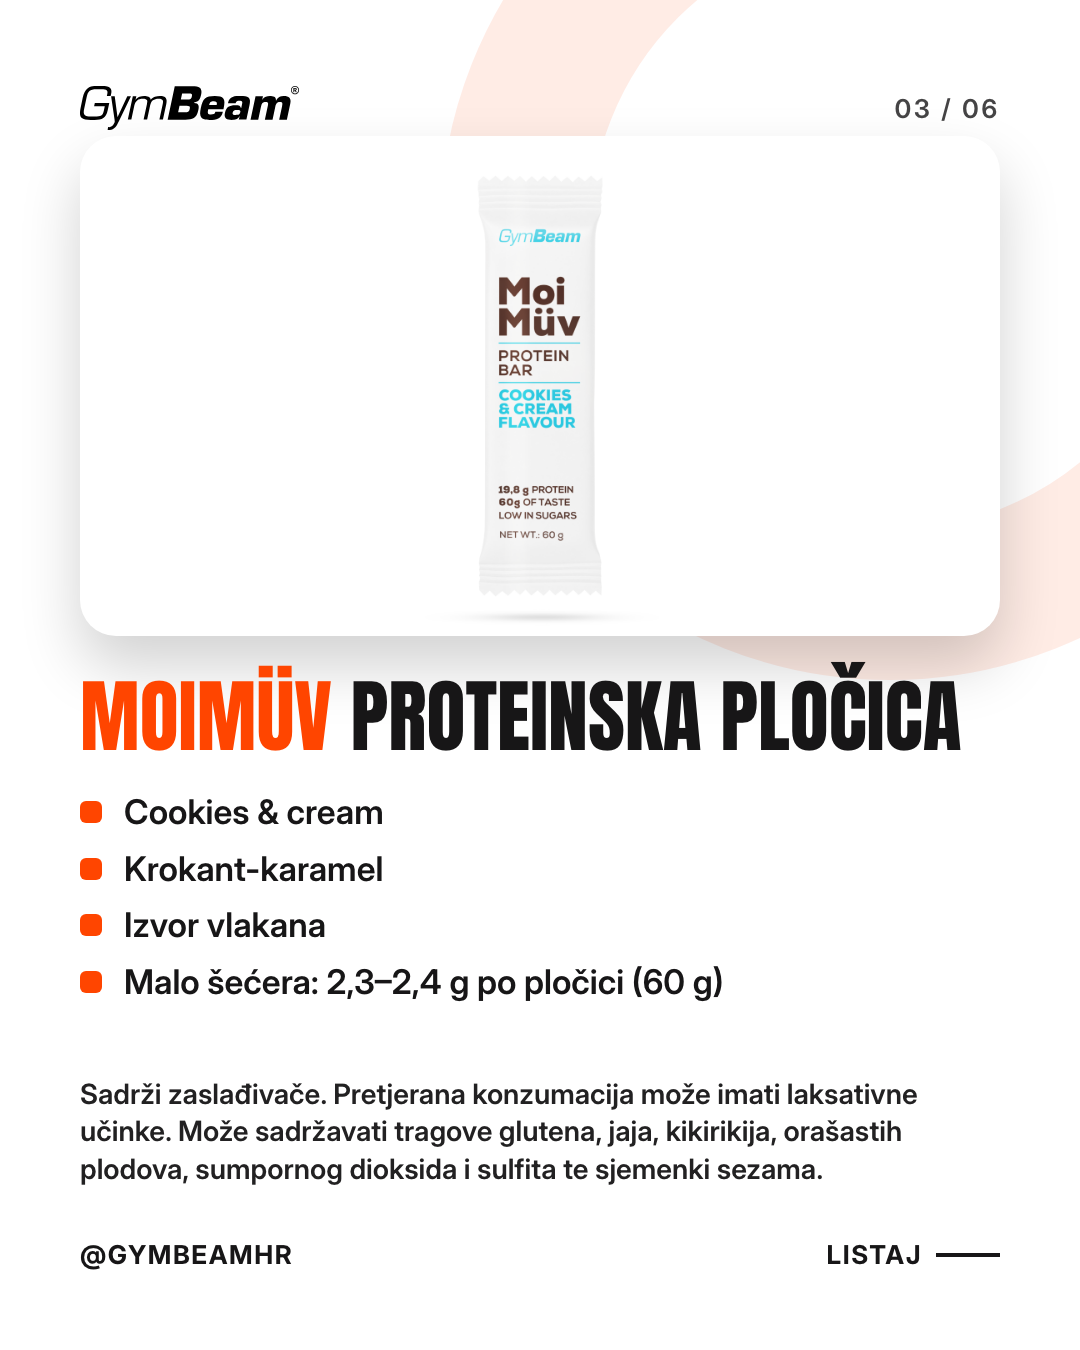 GymBeam®
03 / 06
GymBeam
Moi
Müv
PROTEIN
BAR
COOKIES
& CREAM
FLAVOUR
19,8 g PROTEIN
60g OF TASTE
LOW IN SUGARS
NET WT.: 60 g
MOIMÜV PROTEINSKA PLOČICA
Cookies & cream
Krokant-karamel
Izvor vlakana
Malo šećera: 2,3–2,4 g po pločici (60 g)
Sadrži zaslađivače. Pretjerana konzumacija može imati laksativne
učinke. Može sadržavati tragove glutena, jaja, kikirikija, orašastih
plodova, sumpornog dioksida i sulfita te sjemenki sezama.
@GYMBEAMHR
LISTAJ